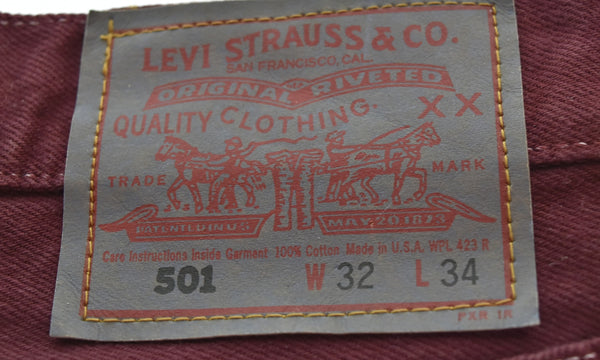 LEVI STRAUSS & CO.
SAN FRANCISCO, CAL.
ORIGINAL RIVETED
QUALITY CLOTHING. XX
TRADE MARK
PATENTED IN U.S. MAY 20 1873
Care Instructions Inside Garment 100% Cotton Made in U.S.A. WPL 423 R
501 W 32 L 34